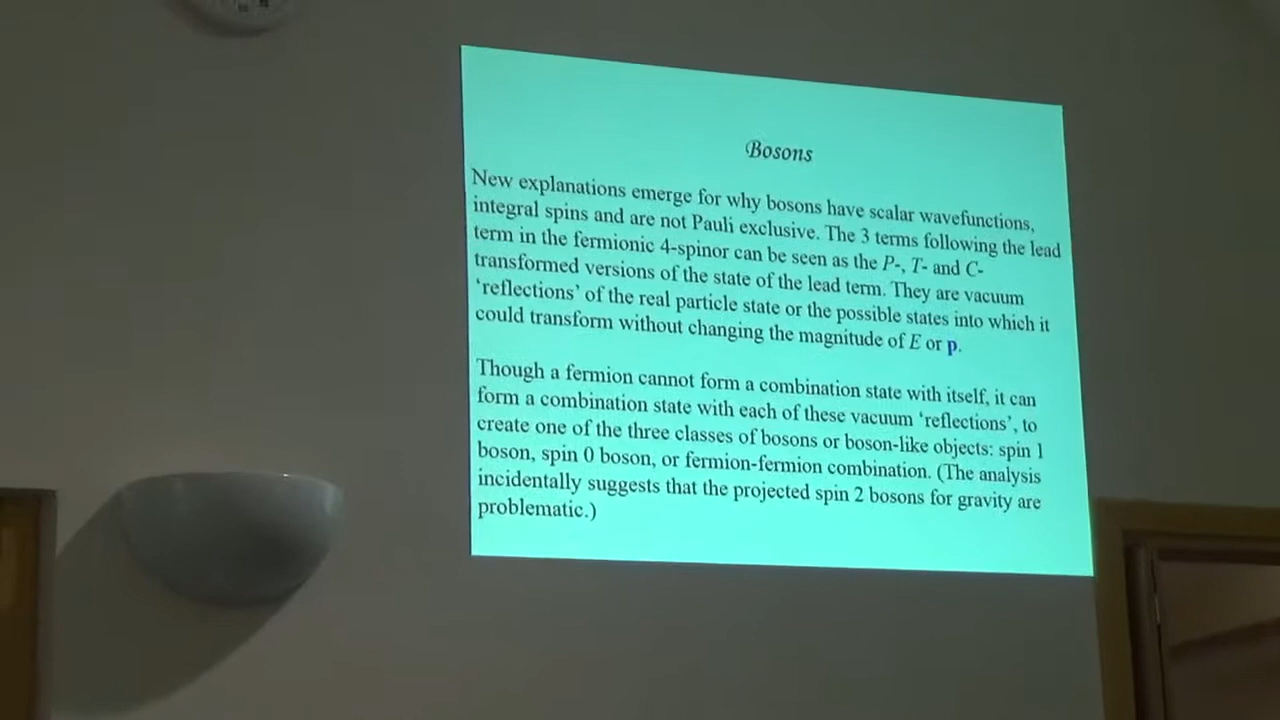 Bosons
New explanations emerge for why bosons have scalar wavefunctions,
integral spins and are not Pauli exclusive. The 3 terms following the lead
term in the fermionic 4-spinor can be seen as the P-, T- and C-
transformed versions of the state of the lead term. They are vacuum
‘reflections’ of the real particle state or the possible states into which it
could transform without changing the magnitude of E or p.
Though a fermion cannot form a combination state with itself, it can
form a combination state with each of these vacuum ‘reflections’, to
create one of the three classes of bosons or boson-like objects: spin 1
boson, spin 0 boson, or fermion-fermion combination. (The analysis
incidentally suggests that the projected spin 2 bosons for gravity are
problematic.)